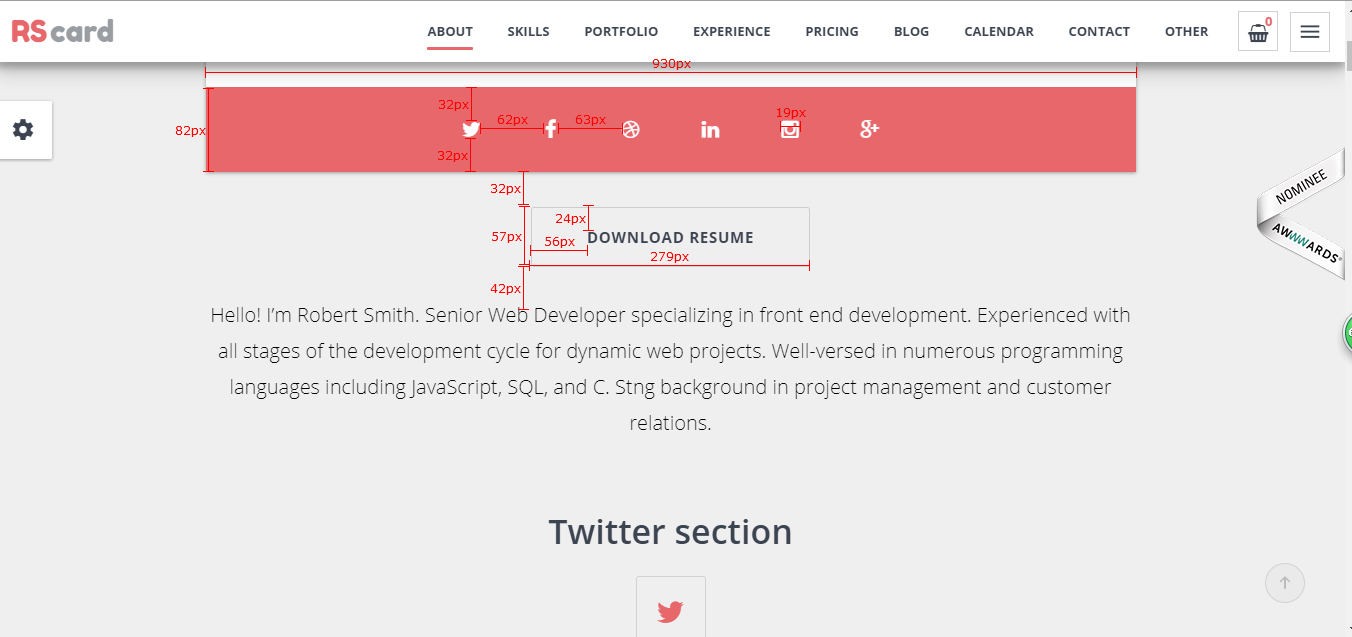 RS card
ABOUT SKILLS PORTFOLIO EXPERIENCE PRICING BLOG CALENDAR CONTACT OTHER
0
930px
32px
62px
63px
19px
82px
32px
NOMINEE
AWWWARDS
32px
24px
57px
DOWNLOAD RESUME
56px
279px
42px
Hello! I’m Robert Smith. Senior Web Developer specializing in front end development. Experienced with
all stages of the development cycle for dynamic web projects. Well-versed in numerous programming
languages including JavaScript, SQL, and C. Stng background in project management and customer
relations.
Twitter section